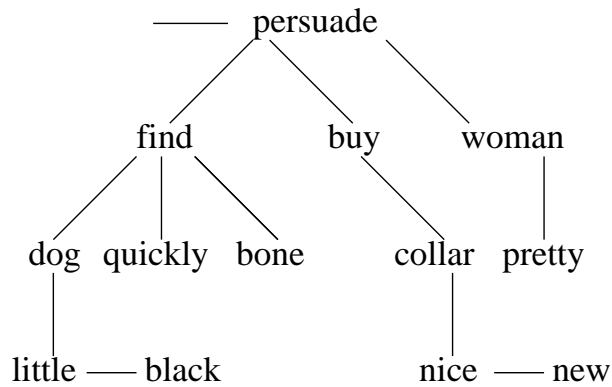 persuade
find buy woman
dog quickly bone collar pretty
little black nice new